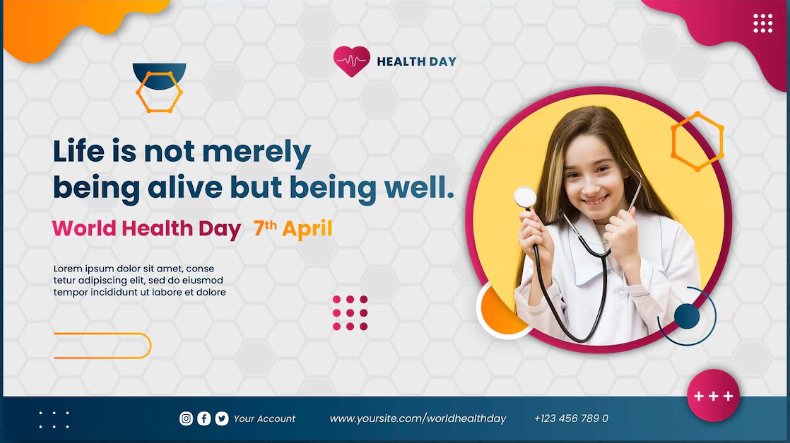 HEALTH DAY
Life is not merely
being alive but being well.
World Health Day 7th April
Lorem ipsum dolor sit amet, conse
tetur adipiscing elit, sed do eiusmod
tempor incididunt ut labore et dolore
Your Account www.yoursite.com/worldhealthday +123 456 789 0